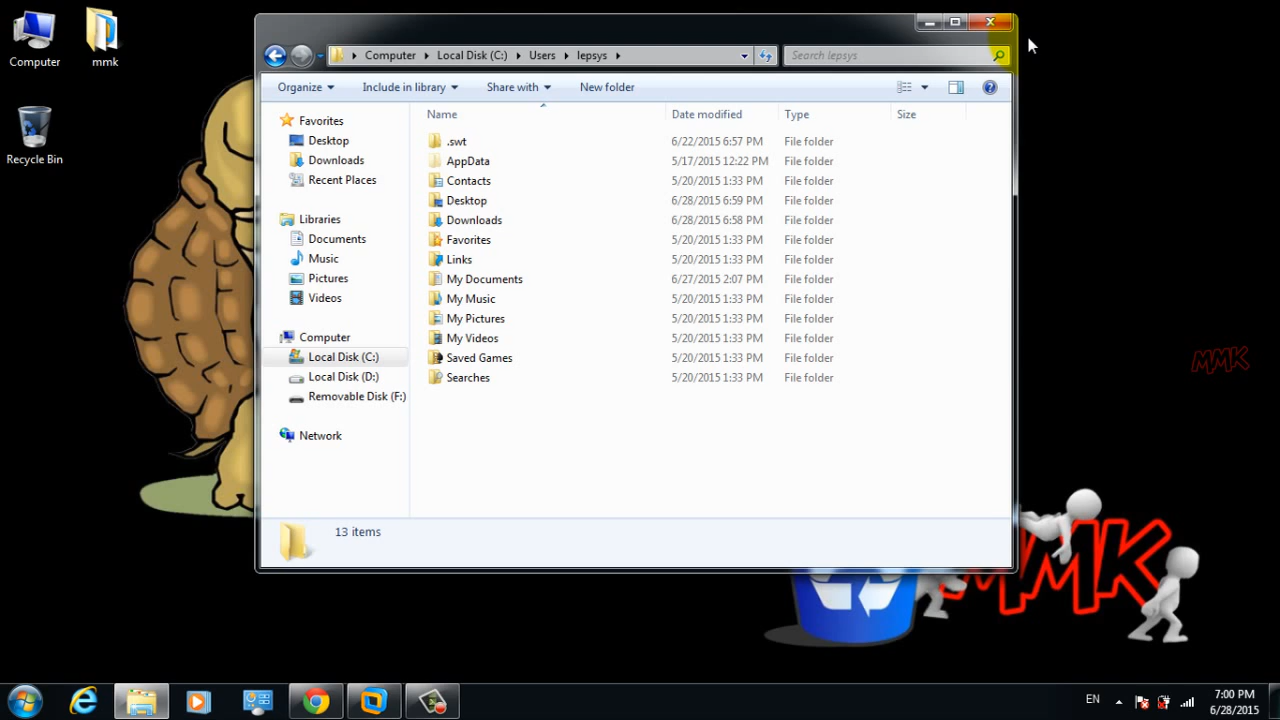 Computer
mmk
Recycle Bin
Computer Local Disk (C:) Users lepsys
Search lepsys
Organize Include in library Share with New folder
Name Date modified Type Size
Favorites
Desktop
Downloads
Recent Places
Libraries
Documents
Music
Pictures
Videos
Computer
Local Disk (C:)
Local Disk (D:)
Removable Disk (F:)
Network
.swt 6/22/2015 6:57 PM File folder
AppData 5/17/2015 12:22 PM File folder
Contacts 5/20/2015 1:33 PM File folder
Desktop 6/28/2015 6:59 PM File folder
Downloads 6/28/2015 6:58 PM File folder
Favorites 5/20/2015 1:33 PM File folder
Links 5/20/2015 1:33 PM File folder
My Documents 6/27/2015 2:07 PM File folder
My Music 5/20/2015 1:33 PM File folder
My Pictures 5/20/2015 1:33 PM File folder
My Videos 5/20/2015 1:33 PM File folder
Saved Games 5/20/2015 1:33 PM File folder
Searches 5/20/2015 1:33 PM File folder
13 items
MMK
MMK
EN
7:00 PM
6/28/2015